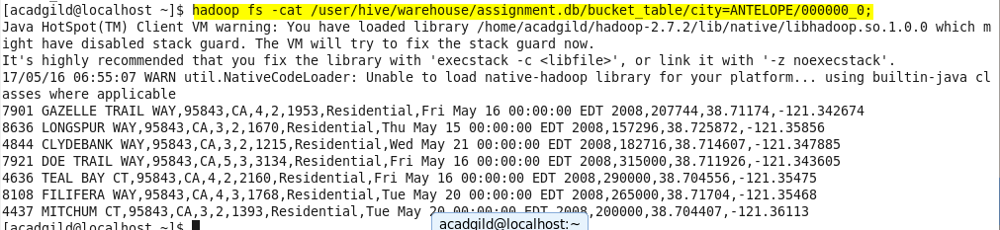 [acadgild@localhost ~]$ hadoop fs -cat /user/hive/warehouse/assignment.db/bucket_table/city=ANTELOPE/000000_0;
Java HotSpot(TM) Client VM warning: You have loaded library /home/acadgild/hadoop-2.7.2/lib/native/libhadoop.so.1.0.0 which m
ight have disabled stack guard. The VM will try to fix the stack guard now.
It's highly recommended that you fix the library with 'execstack -c <libfile>', or link it with '-z noexecstack'.
17/05/16 06:55:07 WARN util.NativeCodeLoader: Unable to load native-hadoop library for your platform... using builtin-java cl
asses where applicable
7901 GAZELLE TRAIL WAY,95843,CA,4,2,1953,Residential,Fri May 16 00:00:00 EDT 2008,207744,38.71174,-121.342674
8636 LONGSPUR WAY,95843,CA,3,2,1670,Residential,Thu May 15 00:00:00 EDT 2008,157296,38.725872,-121.35856
4844 CLYDEBANK WAY,95843,CA,3,2,1215,Residential,Wed May 21 00:00:00 EDT 2008,182716,38.714607,-121.347885
7921 DOE TRAIL WAY,95843,CA,5,3,3134,Residential,Fri May 16 00:00:00 EDT 2008,315000,38.711926,-121.343605
4636 TEAL BAY CT,95843,CA,4,2,2160,Residential,Fri May 16 00:00:00 EDT 2008,290000,38.704556,-121.35475
8108 FILIFERA WAY,95843,CA,4,3,1768,Residential,Tue May 20 00:00:00 EDT 2008,265000,38.71704,-121.35468
4437 MITCHUM CT,95843,CA,3,2,1393,Residential,Tue May 20 00:00:00 EDT 2008,200000,38.704407,-121.36113
[acadgild@localhost ~]$
acadgild@localhost:~